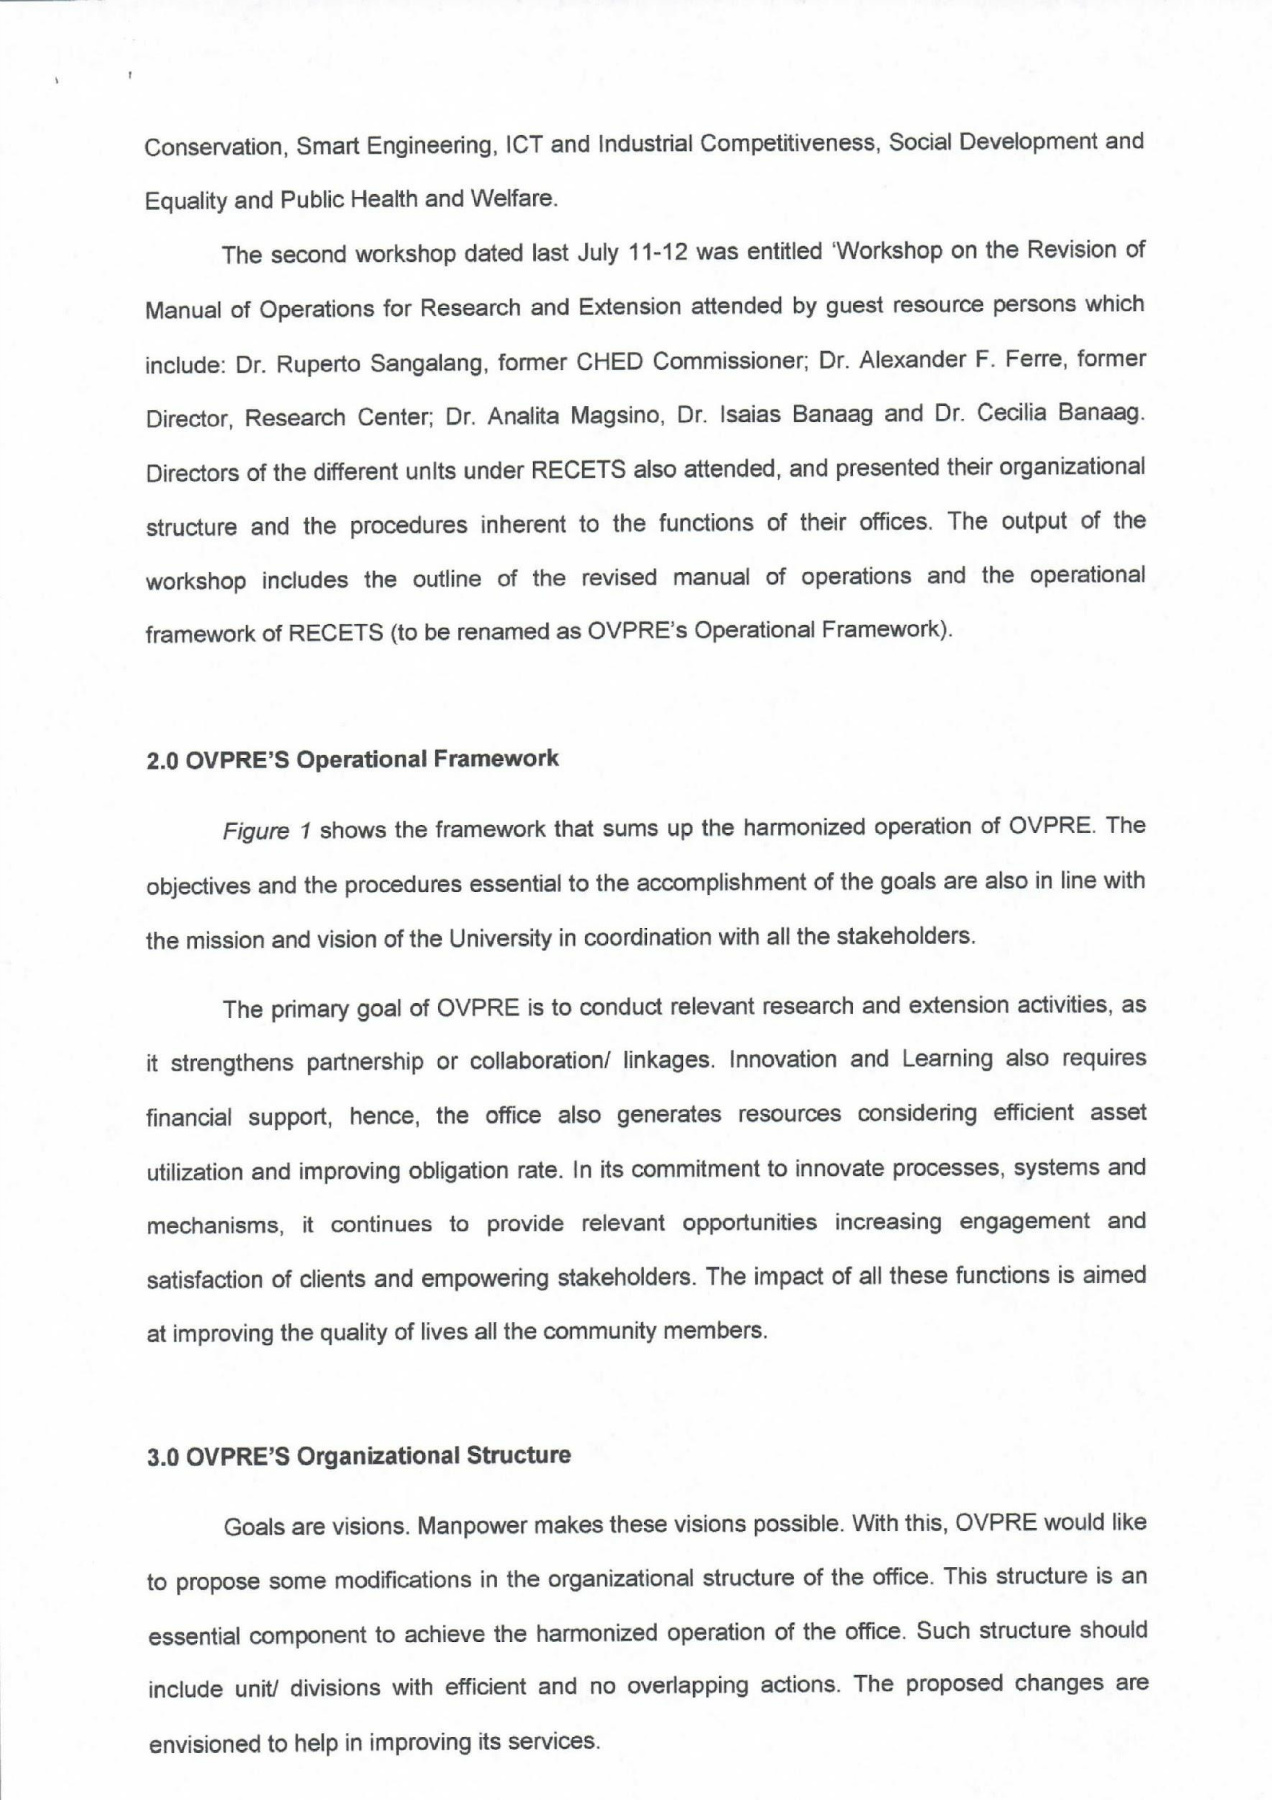 Conservation, Smart Engineering, ICT and Industrial Competitiveness, Social Development and
Equality and Public Health and Welfare.
The second workshop dated last July 11-12 was entitled ‘Workshop on the Revision of
Manual of Operations for Research and Extension attended by guest resource persons which
include: Dr. Ruperto Sangalang, former CHED Commissioner; Dr. Alexander F. Ferre, former
Director, Research Center; Dr. Analita Magsino, Dr. Isaias Banaag and Dr. Cecilia Banaag.
Directors of the different units under RECETS also attended, and presented their organizational
structure and the procedures inherent to the functions of their offices. The output of the
workshop includes the outline of the revised manual of operations and the operational
framework of RECETS (to be renamed as OVPRE's Operational Framework).
2.0 OVPRE'S Operational Framework
Figure 1 shows the framework that sums up the harmonized operation of OVPRE. The
objectives and the procedures essential to the accomplishment of the goals are also in line with
the mission and vision of the University in coordination with all the stakeholders.
The primary goal of OVPRE is to conduct relevant research and extension activities, as
it strengthens partnership or collaboration/ linkages. Innovation and Learning also requires
financial support, hence, the office also generates resources considering efficient asset
utilization and improving obligation rate. In its commitment to innovate processes, systems and
mechanisms, it continues to provide relevant opportunities increasing engagement and
satisfaction of clients and empowering stakeholders. The impact of all these functions is aimed
at improving the quality of lives all the community members.
3.0 OVPRE'S Organizational Structure
Goals are visions. Manpower makes these visions possible. With this, OVPRE would like
to propose some modifications in the organizational structure of the office. This structure is an
essential component to achieve the harmonized operation of the office. Such structure should
include unit/ divisions with efficient and no overlapping actions. The proposed changes are
envisioned to help in improving its services.